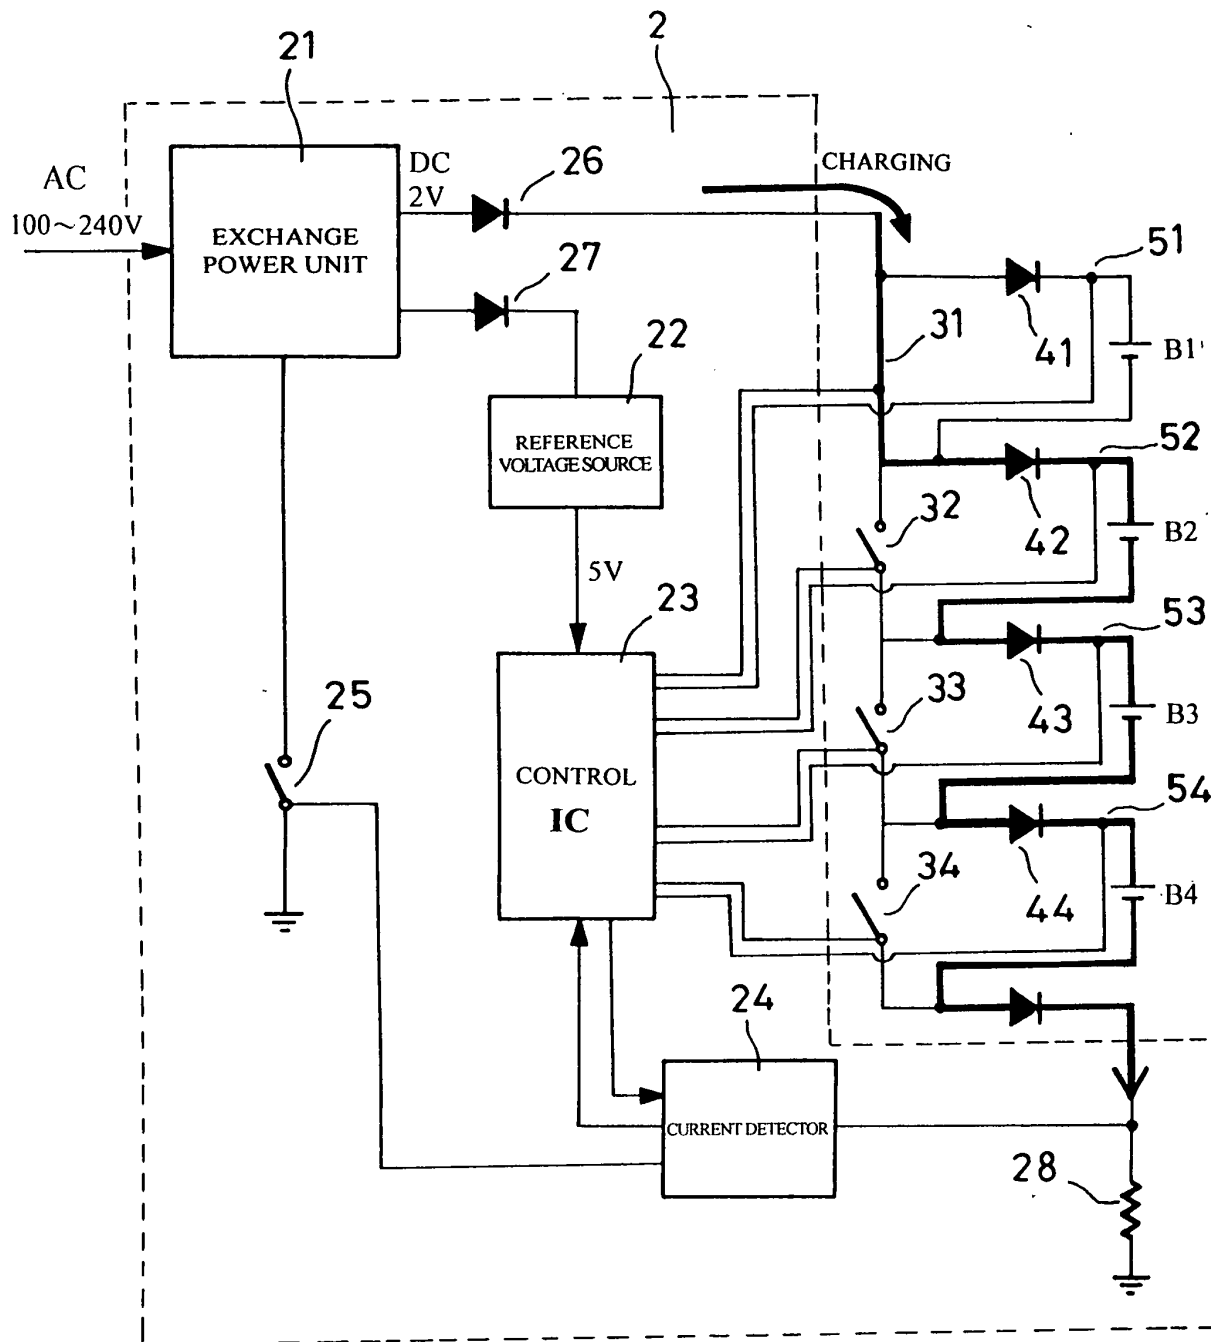 2
21
AC
100~240V
EXCHANGE
POWER UNIT
DC
2V
26
CHARGING
27
51
31
41
B1'
22
REFERENCE
VOLTAGE SOURCE
52
32
42
B2
5V
23
53
33
43
B3
25
CONTROL
IC
54
34
44
B4
24
CURRENT DETECTOR
28